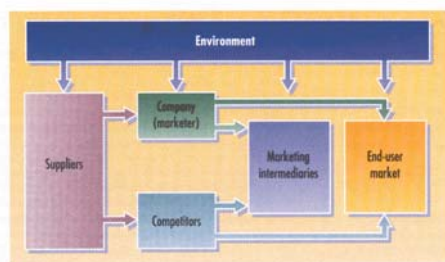 Environment
Company
(marketer)
Suppliers
Marketing
intermediaries
End-user
market
Competitors